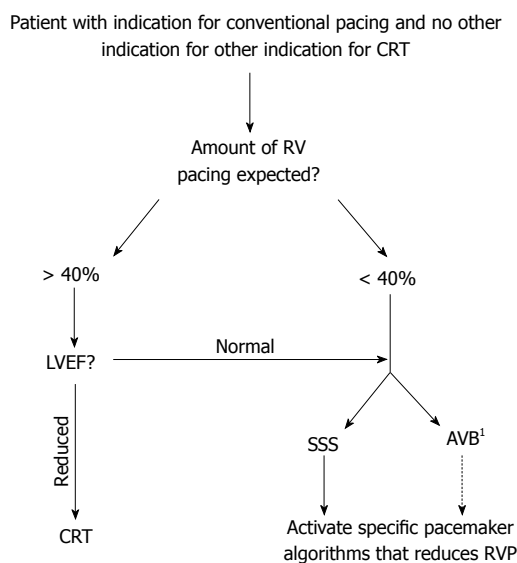 Patient with indication for conventional pacing and no other
indication for other indication for CRT
Amount of RV
pacing expected?
> 40%
< 40%
LVEF?
Normal
Reduced
SSS
AVB¹
CRT
Activate specific pacemaker
algorithms that reduces RVP